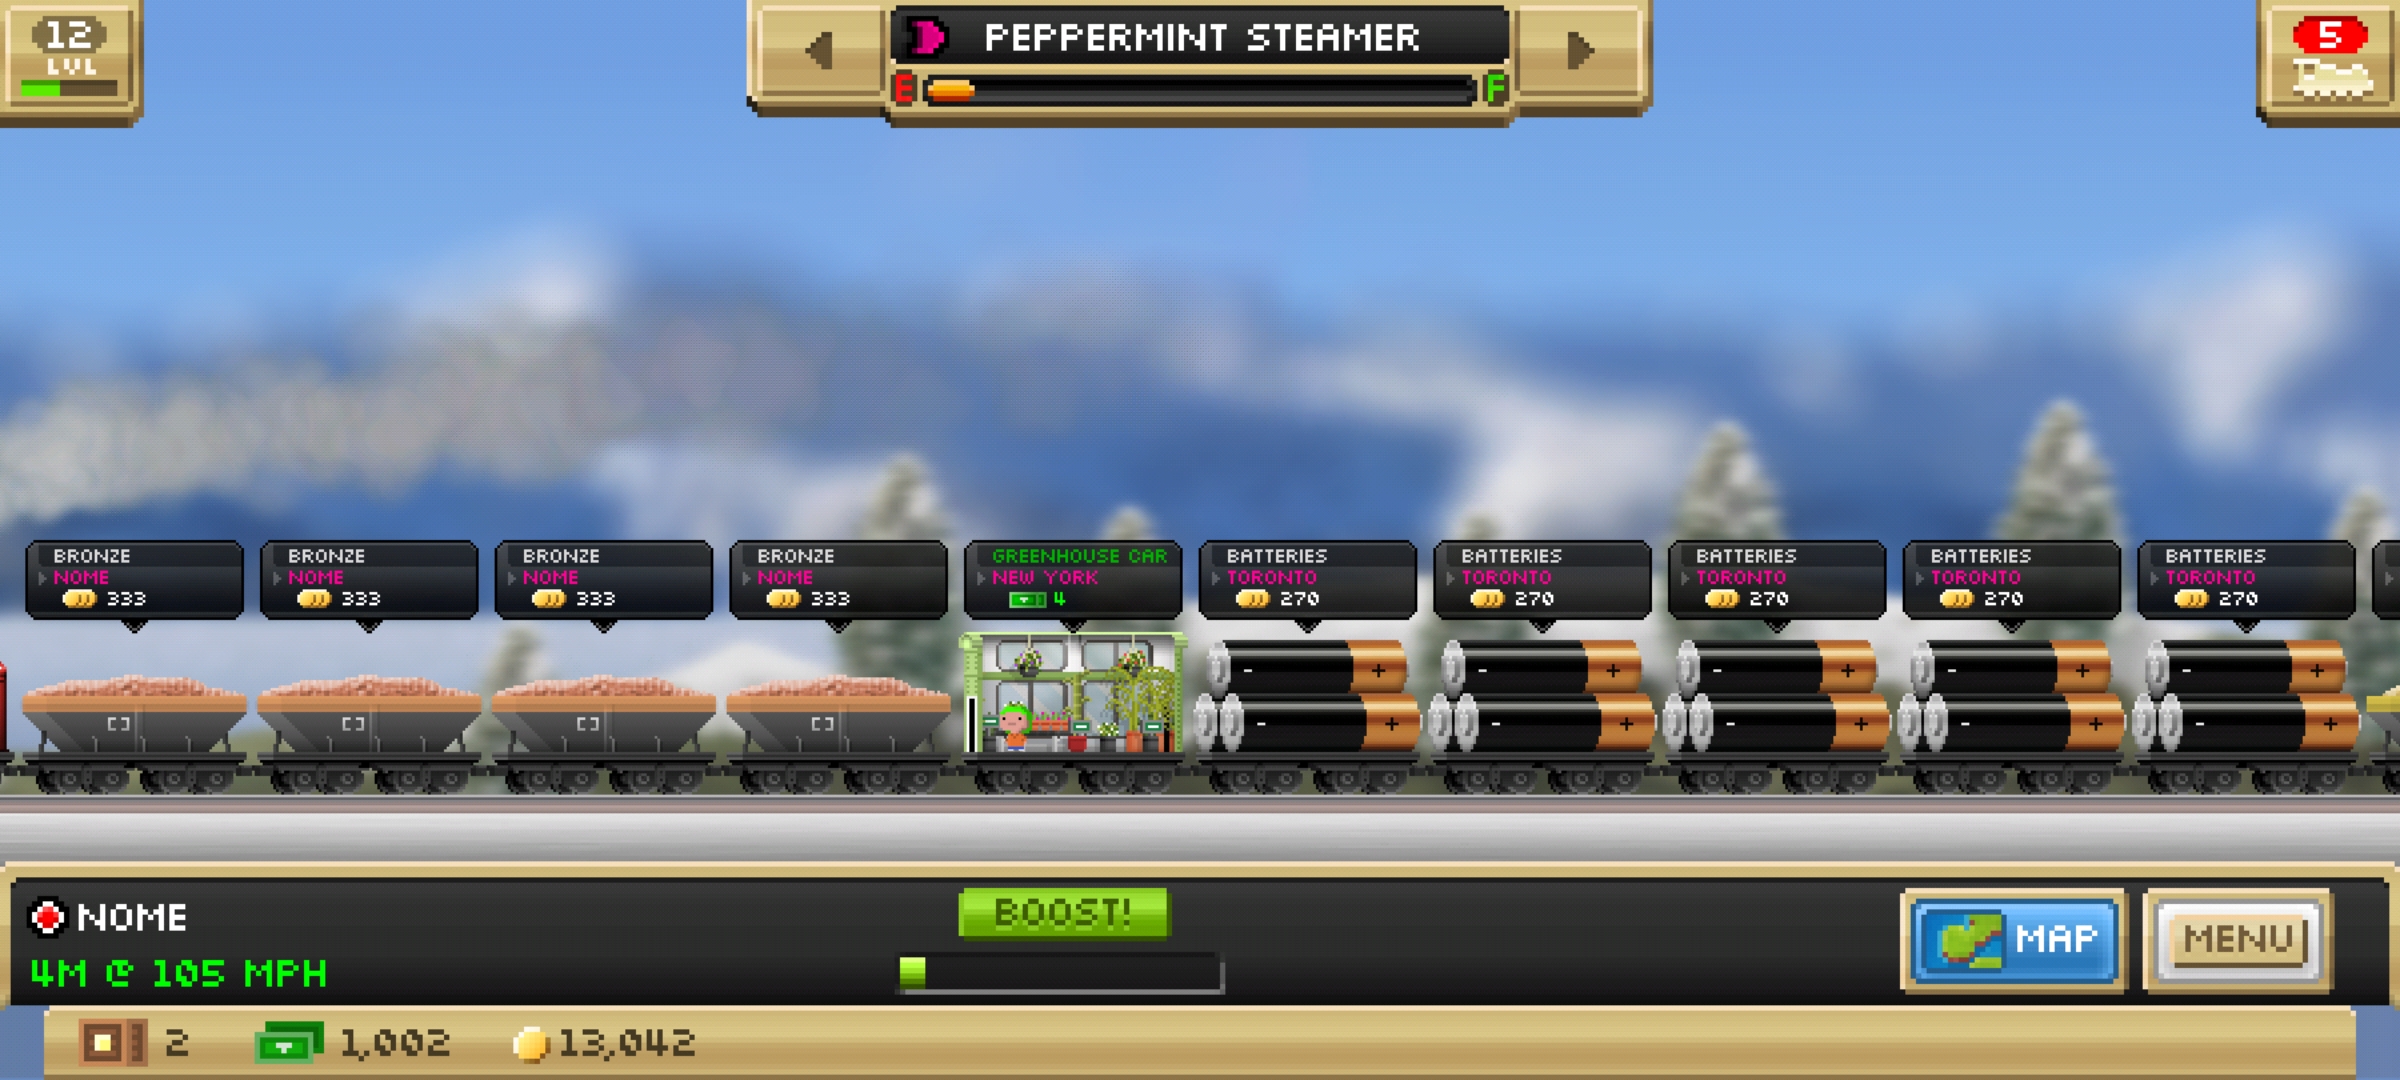 12
LVL
PEPPERMINT STEAMER
E F
5
BRONZE
NOME
333
BRONZE
NOME
333
BRONZE
NOME
333
BRONZE
NOME
333
GREENHOUSE CAR
NEW YORK
4
BATTERIES
TORONTO
270
BATTERIES
TORONTO
270
BATTERIES
TORONTO
270
BATTERIES
TORONTO
270
BATTERIES
TORONTO
270
- +
- +
- +
- +
- +
- +
- +
- +
- +
- +
NOME
4M @ 105 MPH
BOOST!
MAP
MENU
2
1,002
13,042